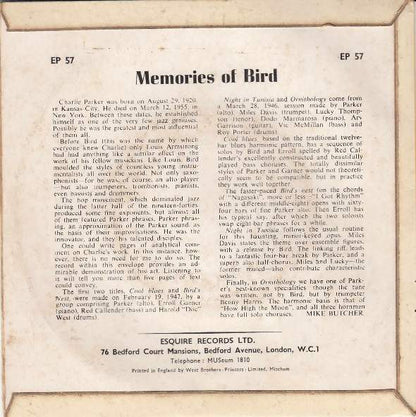 EP 57
EP 57
Memories of Bird
Charlie Parker was born on August 29, 1920,
in Kansas City. He died on March 12, 1955, in
New York. Between those dates, he established
himself as one of the very few jazz geniuses.
Possibly he was the greatest and most influential
of them all.
Before Bird (this was the name by which
everyone knew Charlie) only Louis Armstrong
had had anything like a similar effect on the
work of his fellow musicians. Like Louis, Bird
moulded the styles of countless young instru-
mentalists all over the world. Not only saxo-
phonists—for he was, of course, an alto player
—but also trumpeters, trombonists, pianists,
even bassists and drummers.
The bop movement, which dominated jazz
during the latter half of the nineteen-forties,
produced some fine exponents, but almost all
of them featured Parker phrases, Parker phras-
ing, an approximation of the Parker sound, as
the basis of their improvisations. He was the
innovator, and they his talented followers.
One could write pages of analytical com-
ment on Charlie's work. In this instance, how-
ever, there is no need for me to do so. The
record within this envelope provides an ad-
mirable demonstration of his art. Listening to
it will tell you more than five pages of text
could convey.
The first two titles, Cool Blues and Bird's
Nest, were made on February 19, 1947, by a
group comprising Parker (alto), Erroll Garner
(piano), Red Callender (bass) and Harold "Doc"
West (drums)
Night in Tunisia and Ornithology come from
a March 28, 1946, session made by Parker
(alto), Miles Davis (trumpet), Lucky Thomp-
son (tenor), Dodo Marmarosa (piano), Arv
Garrison (guitar), Vic McMillan (bass) and
Roy Porter (drums)
Cool blues, based on the traditional twelve-
bar blues harmonic pattern, has a sequence of
solos by Bird and Erroll spelled by Red Cal-
lender's excellently constructed and beautifully
played bass choruses. The totally dissimilar
styles of Parker and Garner would not theoreti-
cally seem to be compatible, but in practice
they work well together.
The faster-paced Bird's nest (on the chords
of "Nagasaki", more or less—"I Got Rhythm"
with a different middle-eight) opens with sixty-
four bars of fine Parker alto. Then Erroll has
his typical say, after which the two soloists
swap eight-bar phrases for a while.
Night in Tunisia follows the usual routine
for this haunting, minor-keyed opus. Miles
Davis states the theme over ensemble figures,
with a release by Bird. The linking riff leads
to a fantastic four-bar break by Parker, and a
superb alto half-chorus. Miles and Lucky—the
former muted—also contribute characteristic
solos.
Finally, in Ornithology we have one of Park-
er's best-known specialities though the tune
was written, not by Bird, but by trumpeter
Benny Harris. The harmonic basis is that of
"How High the Moon", and all three hornmen
have full solos.
MIKE BUTCHER
ESQUIRE RECORDS LTD.
76 Bedford Court Mansions, Bedford Avenue, London, W.C.1
Telephone : MUSeum 1810
Printed in England by West Brothers, Printers, Limited, Mitcham